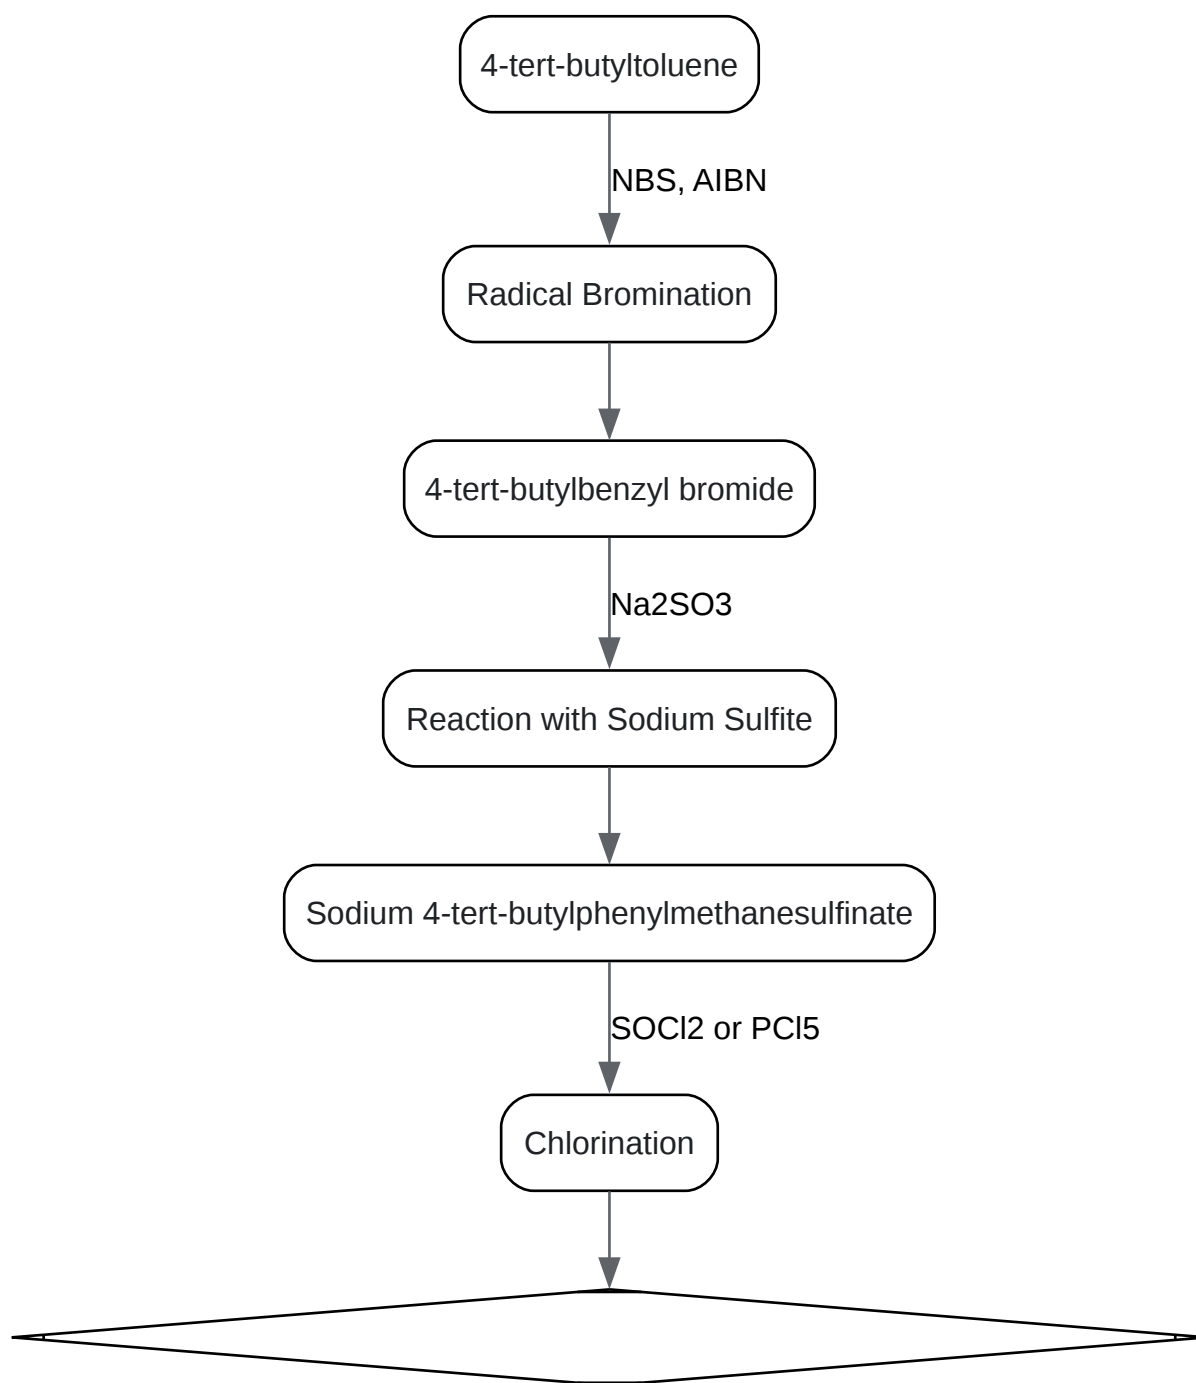 4-tert-butyltoluene
NBS, AIBN
Radical Bromination
4-tert-butylbenzyl bromide
Na2SO3
Reaction with Sodium Sulfite
Sodium 4-tert-butylphenylmethanesulfinate
SOCl2 or PCl5
Chlorination